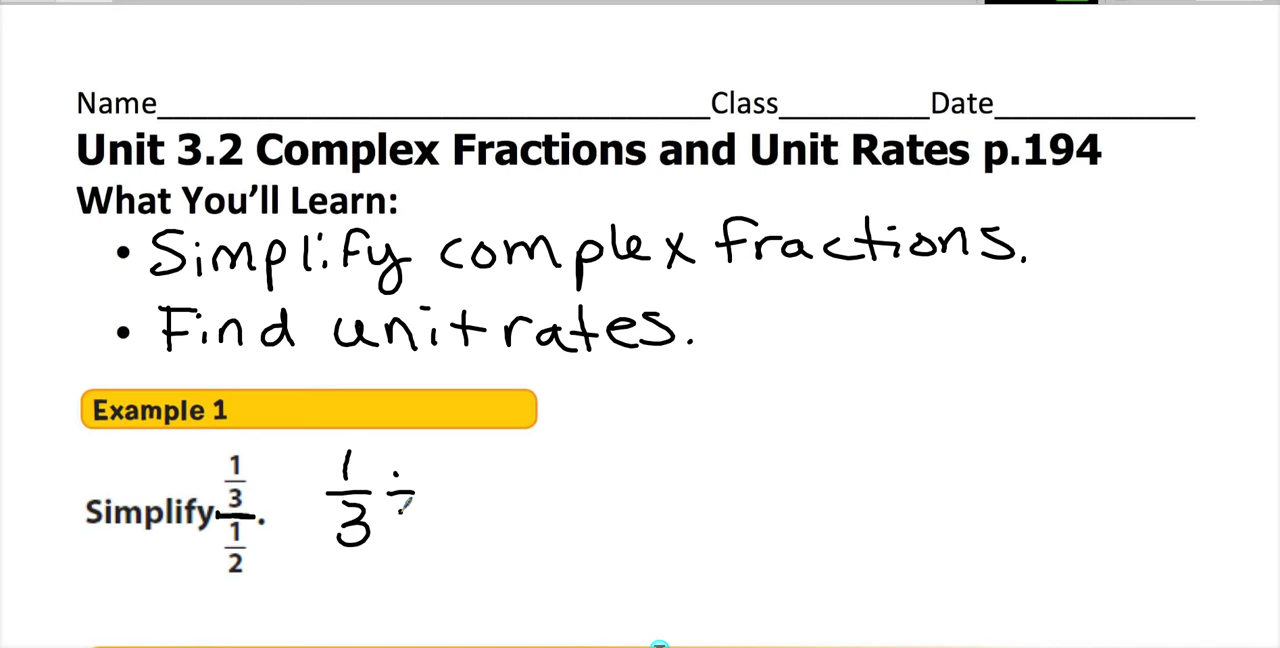 Name____________________Class________Date____________
Unit 3.2 Complex Fractions and Unit Rates p.194
What You'll Learn:
• Simplify complex fractions.
• Find unit rates.
Example 1
Simplify 1/3 / 1/2. 1/3 ÷